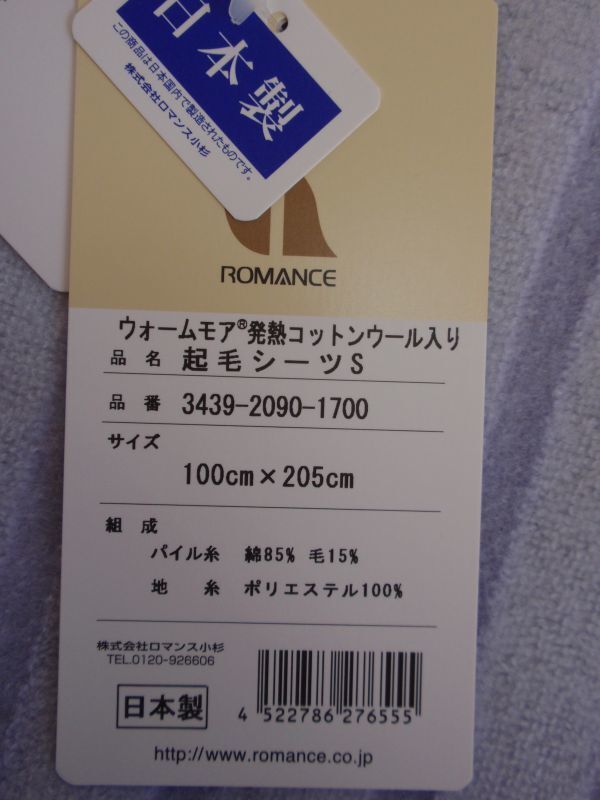 日本製
この商品は日本国内で製造されたものです。
株式会社ロマンス小杉
ROMANCE
ウォームモア®発熱コットンウール入り
品名 起毛シーツS
品番 3439-2090-1700
サイズ
100cm×205cm
組成
パイル糸 綿85% 毛15%
地糸 ポリエステル100%
株式会社ロマンス小杉
TEL.0120-926606
日本製
4 522786 276555
http://www.romance.co.jp